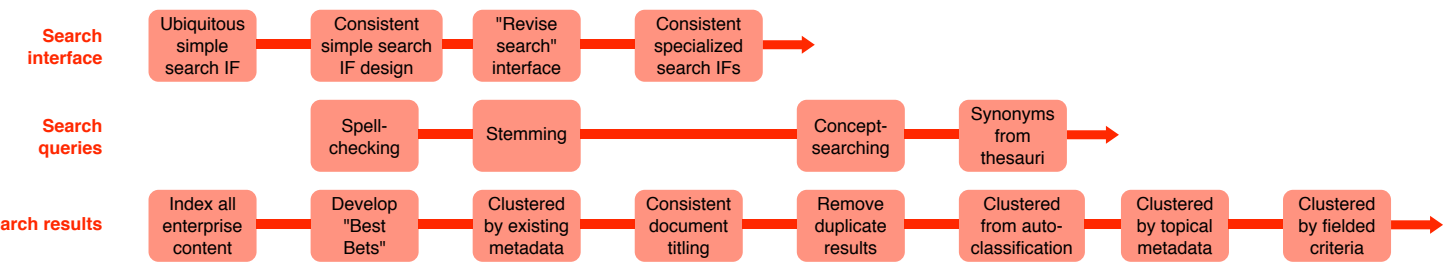 Search
interface
Ubiquitous
simple
search IF
Consistent
simple search
IF design
"Revise
search"
interface
Consistent
specialized
search IFs
Search
queries
Spell-
checking
Stemming
Concept-
searching
Synonyms
from
thesauri
arch results
Index all
enterprise
content
Develop
"Best
Bets"
Clustered
by existing
metadata
Consistent
document
titling
Remove
duplicate
results
Clustered
from auto-
classification
Clustered
by topical
metadata
Clustered
by fielded
criteria